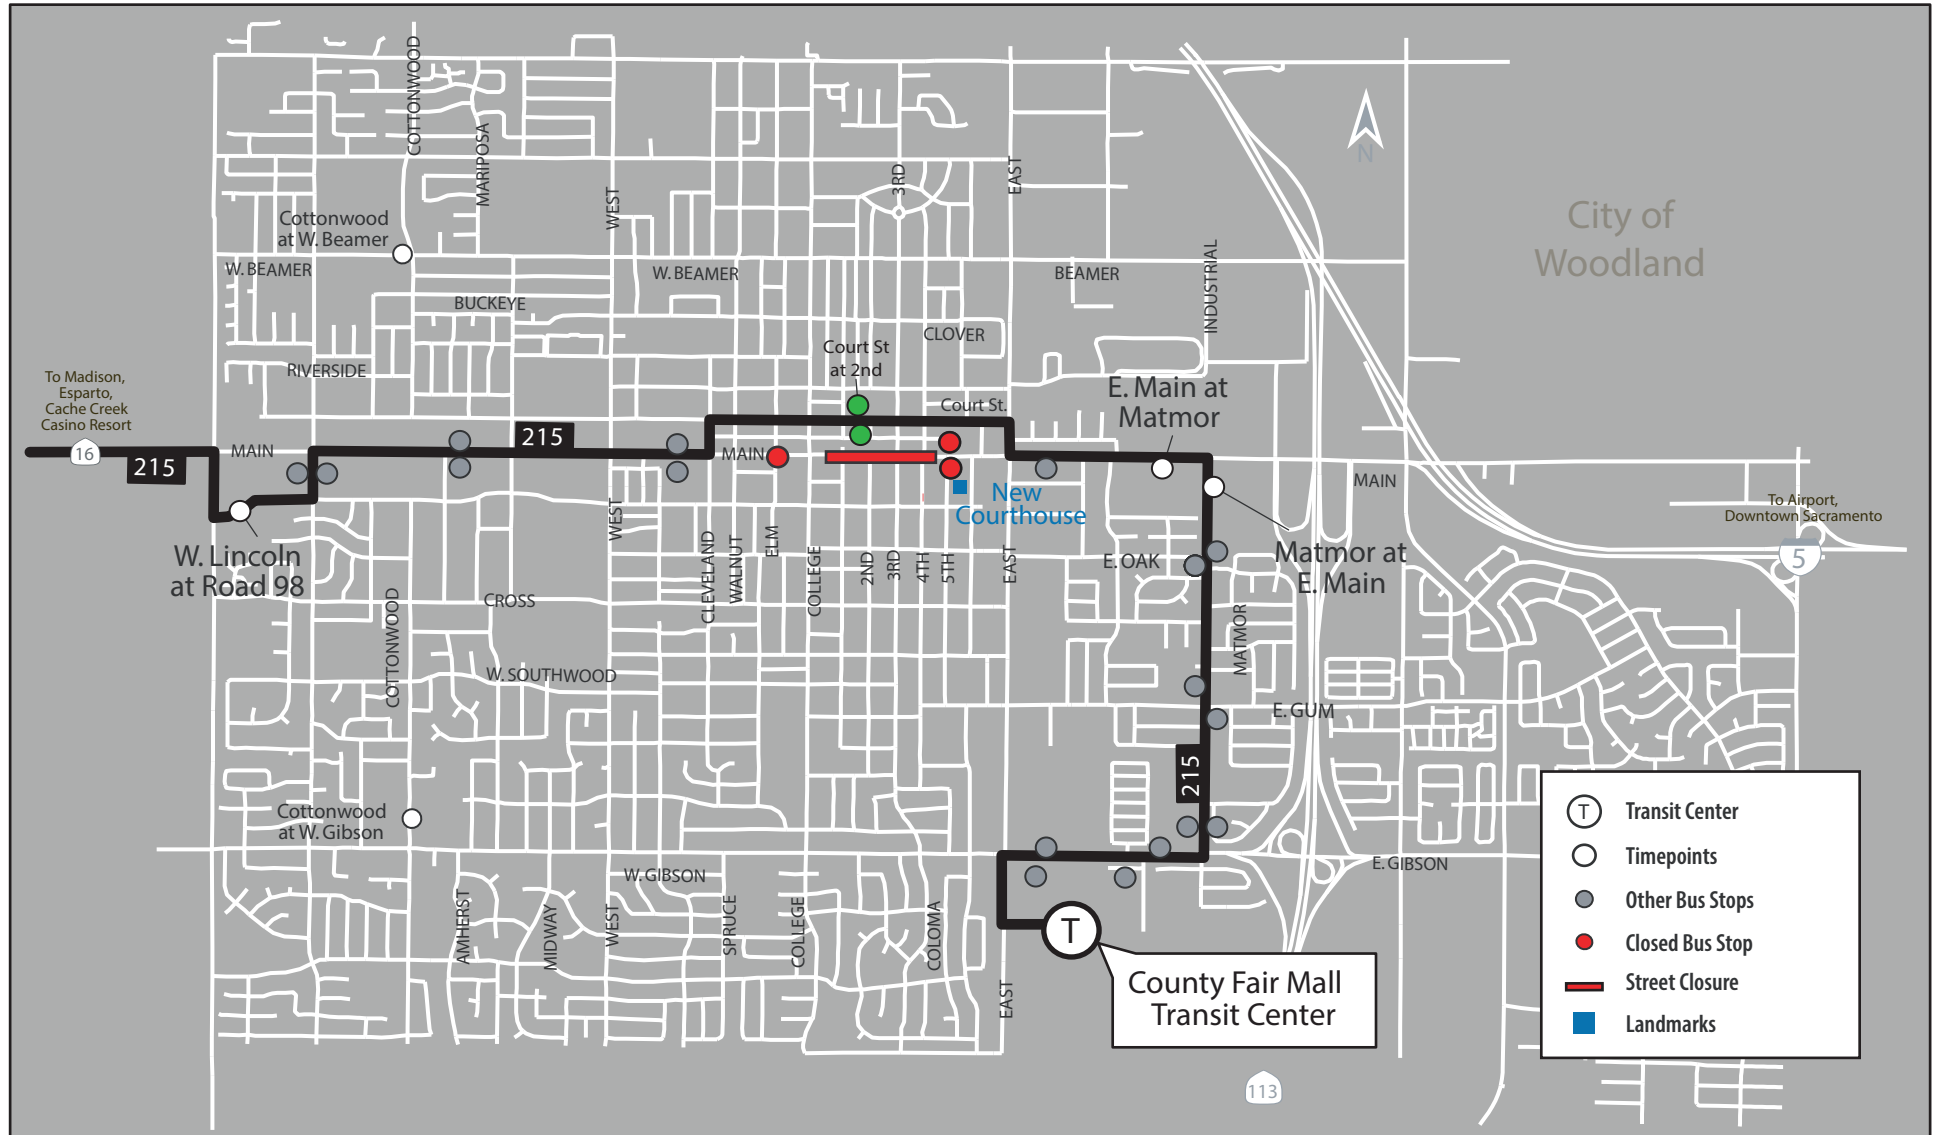 COTTONWOOD
MARIPOSA
WEST
3RD
EAST
N
City of
Woodland
Cottonwood
at W. Beamer
W. BEAMER
W. BEAMER
BEAMER
INDUSTRIAL
BUCKEYE
CLOVER
Court St
at 2nd
RIVERSIDE
To Madison,
Esparto,
Cache Creek
Casino Resort
Court St.
E. Main at
Matmor
16
215
MAIN
215
MAIN
MAIN
New
Courthouse
To Airport,
Downtown Sacramento
5
W. Lincoln
at Road 98
WEST
CLEVELAND
WALNUT
ELM
COLLEGE
2ND
3RD
4TH
5TH
EAST
E. OAK
Matmor at
E. Main
COTTONWOOD
CROSS
MATMOR
W. SOUTHWOOD
E. GUM
215
Cottonwood
at W. Gibson
W. GIBSON
E. GIBSON
AMHERST
MIDWAY
WEST
SPRUCE
COLLEGE
COLOMA
EAST
T
County Fair Mall
Transit Center
113
T
Transit Center
Timepoints
Other Bus Stops
Closed Bus Stop
Street Closure
Landmarks